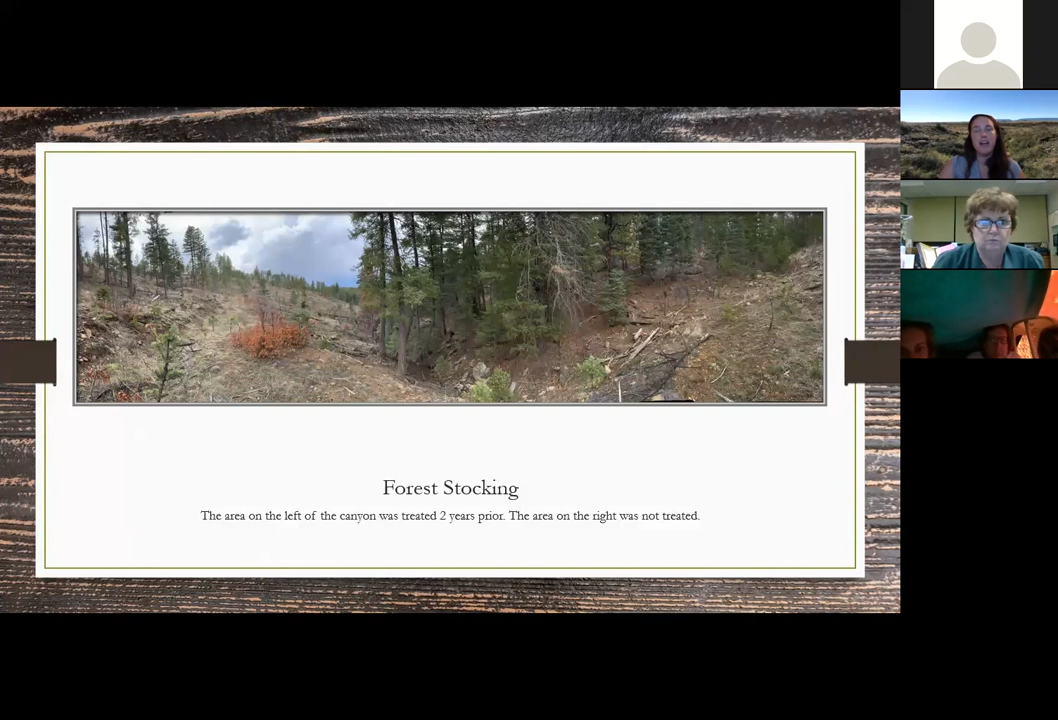 Forest Stocking
The area on the left of the canyon was treated 2 years prior. The area on the right was not treated.